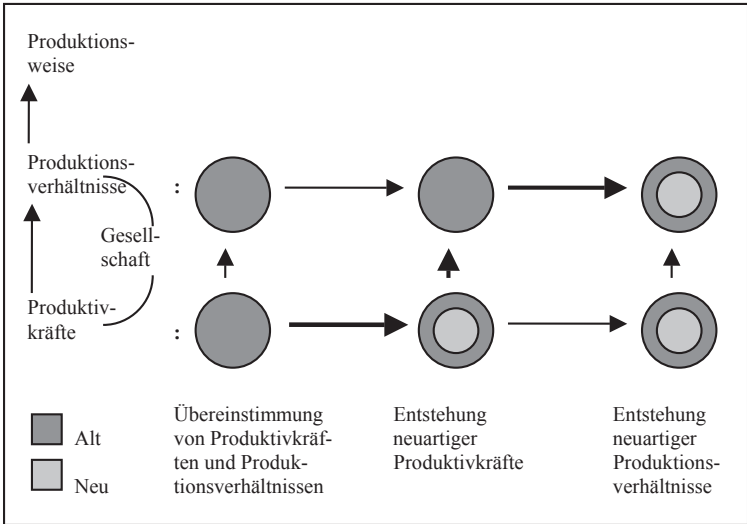 Produktions-
weise
Produktions-
verhältnisse
:
Gesell-
schaft
Produktiv-
kräfte
:
Alt
Neu
Übereinstimmung
von Produktivkräf-
ten und Produk-
tionsverhältnissen
Entstehung
neuartiger
Produktivkräfte
Entstehung
neuartiger
Produktions-
verhältnisse